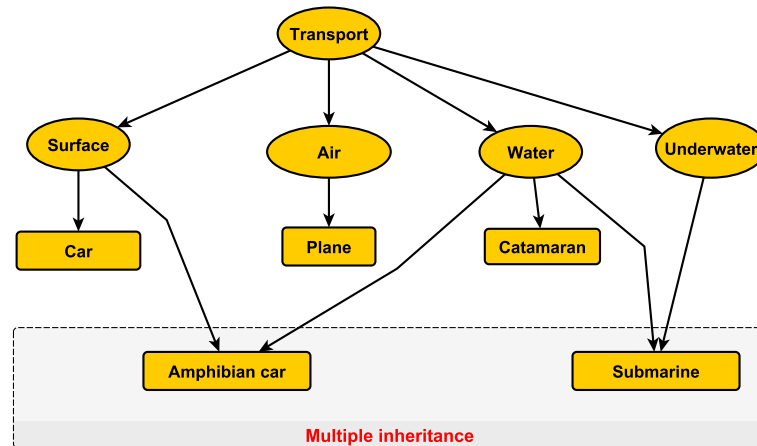 Transport
Surface
Air
Water
Underwater
Car
Plane
Catamaran
Amphibian car
Submarine
Multiple inheritance